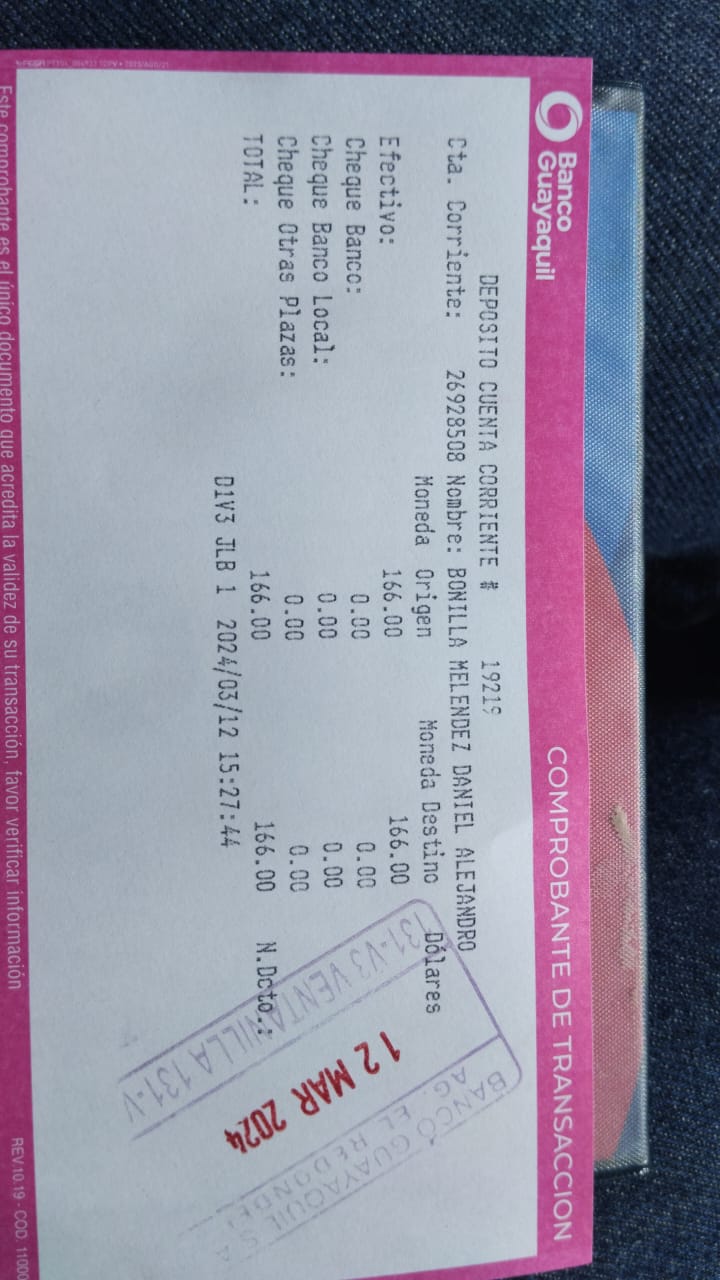 Banco
Guayaquil
COMPROBANTE DE TRANSACCION
DEPOSITO CUENTA CORRIENTE # 19219
Cta. Corriente: 26928508 Nombre: BONILLA MELENDEZ DANIEL ALEJANDRO
Moneda Origen Moneda Destino Dólares
Efectivo: 166.00 166.00
Cheque Banco: 0.00 0.00
Cheque Banco Local: 0.00 0.00
Cheque Otras Plazas: 0.00 0.00
TOTAL: 166.00 166.00 N.Dcto.:
D1V3 JLB 1 2024/03/12 15:27:44
BANCO GUAYAQUIL S.A
AG. EL REDONDEL
12 MAR 2024
131-V3 VENTANILLA 131-V
Este comprobante es el único documento que acredita la validez de su transacción, favor verificar información
REV.10.19 - COD. 11000